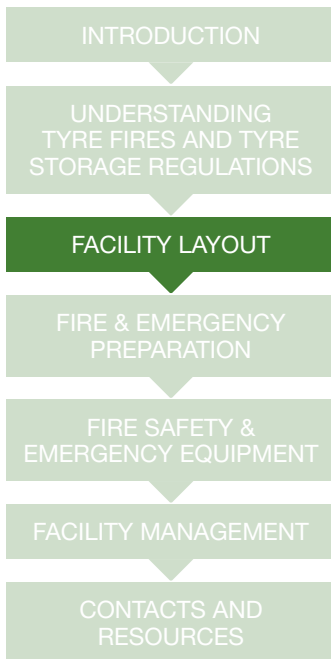 INTRODUCTION
UNDERSTANDING
TYRE FIRES AND TYRE
STORAGE REGULATIONS
FACILITY LAYOUT
FIRE & EMERGENCY
PREPARATION
FIRE SAFETY &
EMERGENCY EQUIPMENT
FACILITY MANAGEMENT
CONTACTS AND
RESOURCES